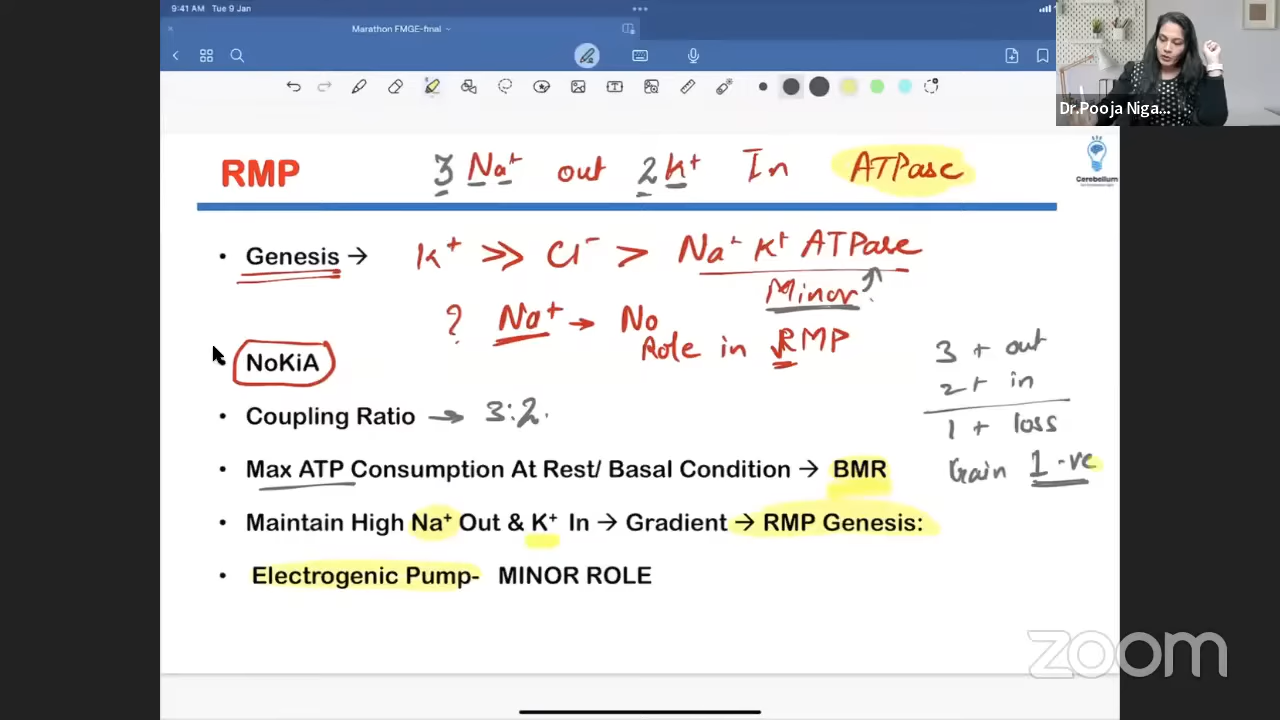 9:41 AM Tue 9 Jan
Marathon FMGE-final
Dr.Pooja Niga...
RMP 3 Na+ out 2 K+ In ATPase
Cerebellum
• Genesis → K+ >> Cl- > Na+ K+ ATPase
Minor
? Na+ → No
Role in RMP
NoKiA
3 + out
2+ in
1 + loss
Gain 1 -ve
• Coupling Ratio → 3:2.
• Max ATP Consumption At Rest/ Basal Condition → BMR
• Maintain High Na+ Out & K+ In → Gradient → RMP Genesis:
• Electrogenic Pump- MINOR ROLE
zoom